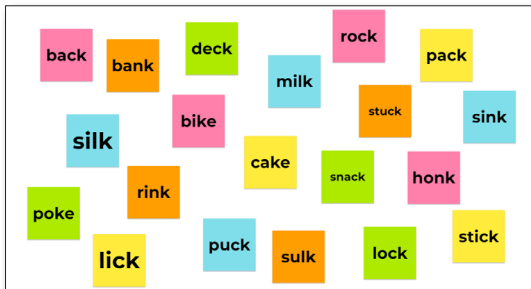 back
bank
deck
milk
rock
pack
silk
bike
stuck
sink
cake
snack
honk
rink
poke
lick
puck
sulk
lock
stick